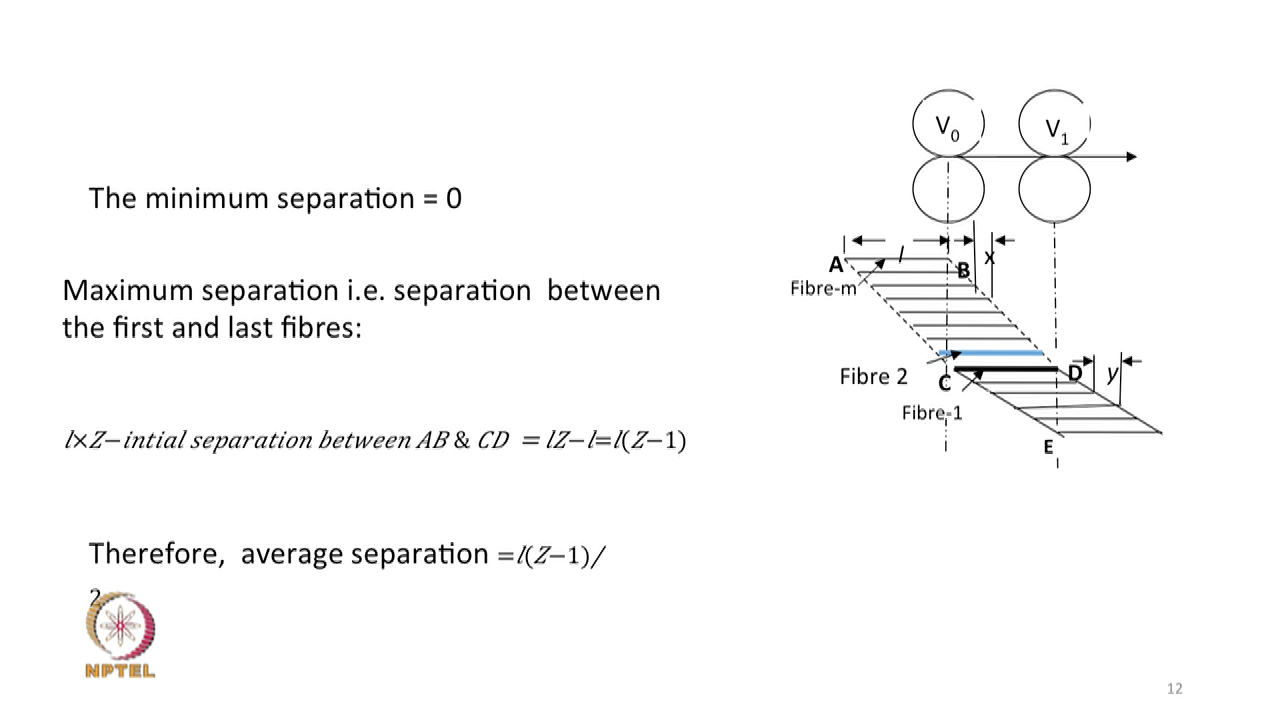 The minimum separation = 0
Maximum separation i.e. separation between
the first and last fibres:
l×Z−intial separation between AB & CD = lZ−l=l(Z−1)
Therefore, average separation =l(Z−1)/
2
NPTEL
V0
V1
l
x
A
B
Fibre-m
Fibre 2
C
D
y
Fibre-1
E
12